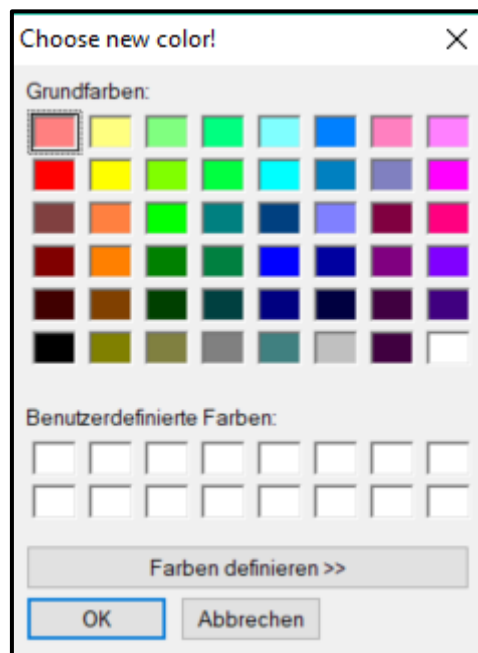 Choose new color!
Grundfarben:
Benutzerdefinierte Farben:
Farben definieren >>
OK Abbrechen